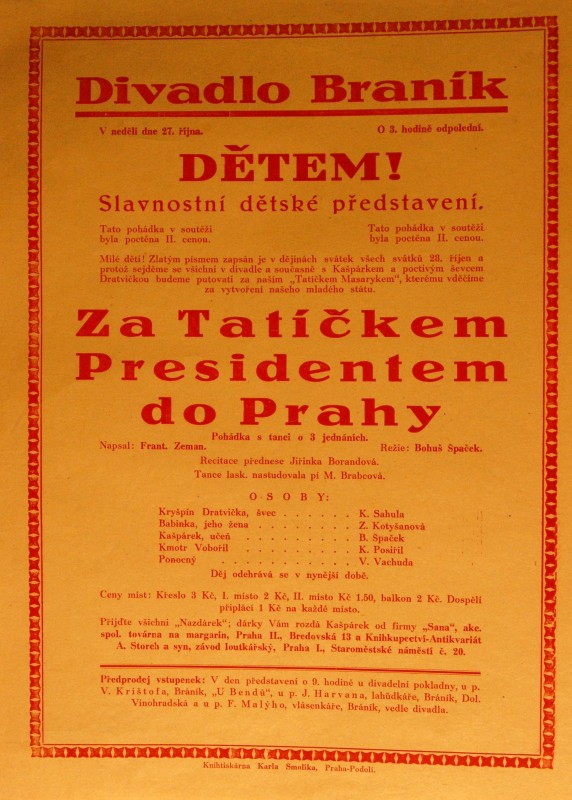 Divadlo Braník
V neděli dne 27. října. O 3. hodině odpolední.
DĚTEM!
Slavnostní dětské představení.
Tato pohádka v soutěži Tato pohádka v soutěži
byla poctěna II. cenou. byla poctěna II. cenou.
Milé děti! Zlatým písmem zapsán je v dějinách svátek všech svátků 28. říjen a
protož sejděme se všichni v divadle a současně s Kašpárkem a poctivým ševcem
Dratvičkou budeme putovati za naším „Tatíčkem Masarykem", kterému vděčíme
za vytvoření našeho mladého státu.
Za Tatíčkem
Presidentem
do Prahy
Pohádka s tanci o 3 jednáních.
Napsal: Frant. Zeman. Režie: Bohuš Špaček.
Recitace přednese Jiřinka Borandová.
Tance lask. nastudovala pí M. Brabcová.
OSOBY:
Kryšpín Dratvička, švec . . . . . . K. Sahula
Babinka, jeho žena . . . . . . . . Z. Kotyšanová
Kašpárek, učeň . . . . . . . . . B. Špaček
Kmotr Vobořil . . . . . . . . . . K. Posířil
Ponocný . . . . . . . . . . . V. Vachuda
Děj odehrává se v nynější době.
Ceny míst: Křeslo 3 Kč, I. místo 2 Kč, II. místo Kč 1.50, balkon 2 Kč. Dospělí
připlácí 1 Kč na každé místo.
Přijďte všichni „Nazdárek"; dárky Vám rozdá Kašpárek od firmy „Sana", akc.
spol. továrna na margarin, Praha II., Bredovská 13 a Knihkupectví-Antikvariát
A. Storch a syn, závod loutkářský, Praha I., Staroměstské náměstí č. 20.
Předprodej vstupenek: V den představení o 9. hodině u divadelní pokladny, u p.
V. Krištofa, Bráník, „U Bendů", u p. J. Harvana, lahůdkáře, Bráník, Dol.
Vinohradská a u p. F. Malýho, vlásenkáře, Bráník, vedle divadla.
Knihtiskárna Karla Smolíka, Praha-Podolí.